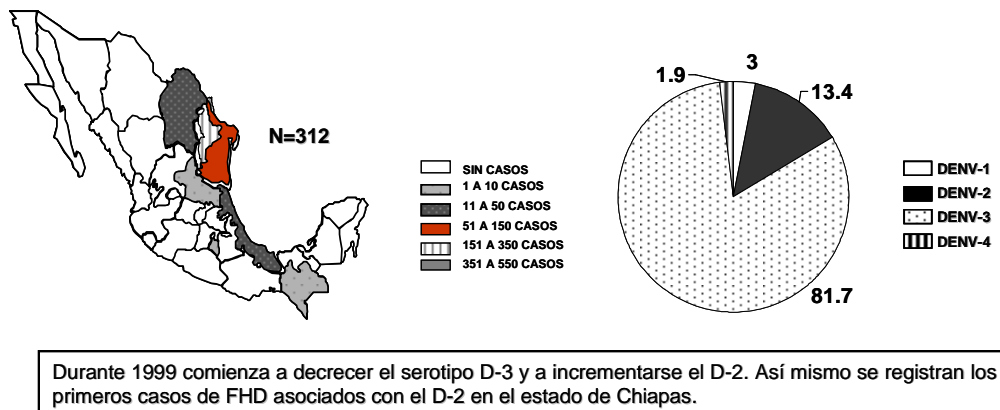 N=312
SIN CASOS
1 A 10 CASOS
11 A 50 CASOS
51 A 150 CASOS
151 A 350 CASOS
351 A 550 CASOS
1.9
3
13.4
81.7
DENV-1
DENV-2
DENV-3
DENV-4
Durante 1999 comienza a decrecer el serotipo D-3 y a incrementarse el D-2. Así mismo se registran los
primeros casos de FHD asociados con el D-2 en el estado de Chiapas.